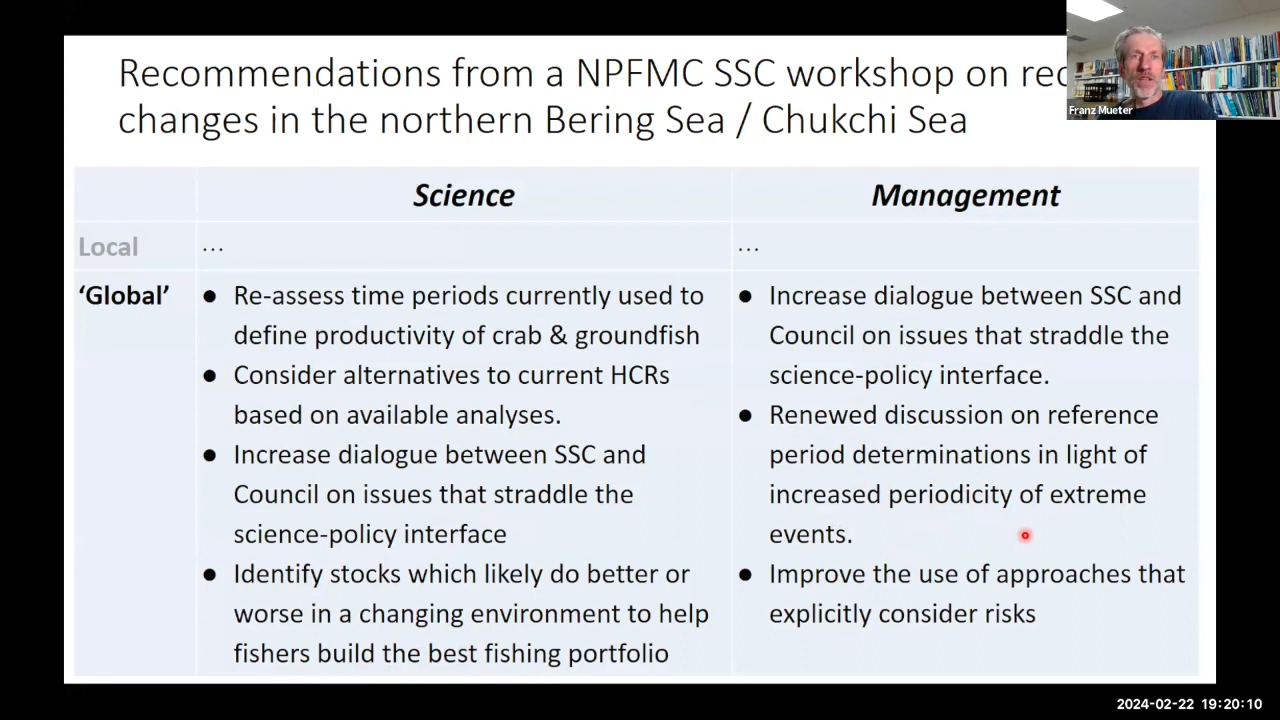 Recommendations from a NPFMC SSC workshop on
changes in the northern Bering Sea / Chukchi Sea
Franz Mueter
Science
Management
Local
…
…
‘Global’
● Re-assess time periods currently used to
define productivity of crab & groundfish
● Consider alternatives to current HCRs
based on available analyses.
● Increase dialogue between SSC and
Council on issues that straddle the
science-policy interface
● Identify stocks which likely do better or
worse in a changing environment to help
fishers build the best fishing portfolio
● Increase dialogue between SSC and
Council on issues that straddle the
science-policy interface.
● Renewed discussion on reference
period determinations in light of
increased periodicity of extreme
events.
● Improve the use of approaches that
explicitly consider risks
2024-02-22 19:20:10